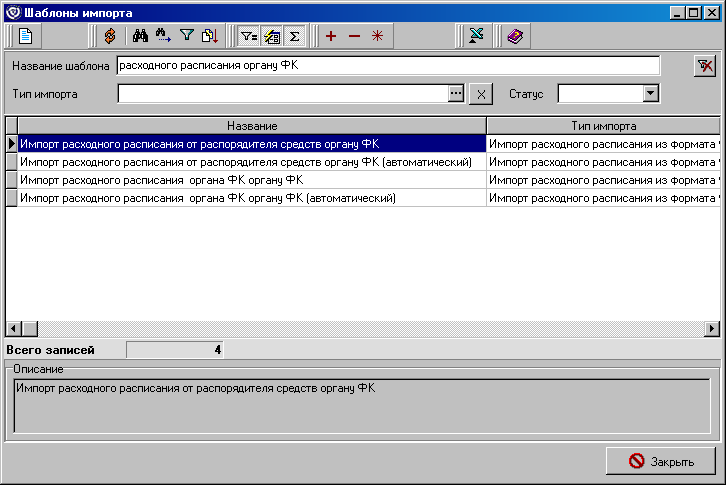 Шаблоны импорта
Название шаблона расходного расписания органу ФК
Тип импорта ... X Статус
Название Тип импорта
Импорт расходного расписания от распорядителя средств органу ФК Импорт расходного расписания из формата
Импорт расходного расписания от распорядителя средств органу ФК (автоматический) Импорт расходного расписания из формата
Импорт расходного расписания  органа ФК органу ФК Импорт расходного расписания из формата
Импорт расходного расписания  органа ФК органу ФК (автоматический) Импорт расходного расписания из формата
Всего записей 4
Описание
Импорт расходного расписания от распорядителя средств органу ФК
Закрыть